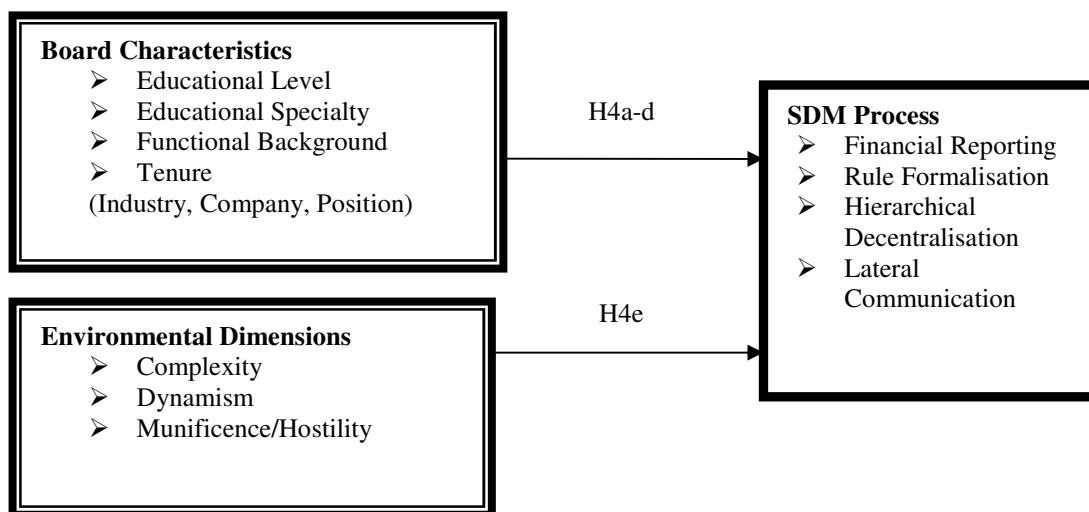 Board Characteristics
➢ Educational Level
➢ Educational Specialty
➢ Functional Background
➢ Tenure
(Industry, Company, Position)
H4a-d
SDM Process
➢ Financial Reporting
➢ Rule Formalisation
➢ Hierarchical
Decentralisation
➢ Lateral
Communication
Environmental Dimensions
➢ Complexity
➢ Dynamism
➢ Munificence/Hostility
H4e